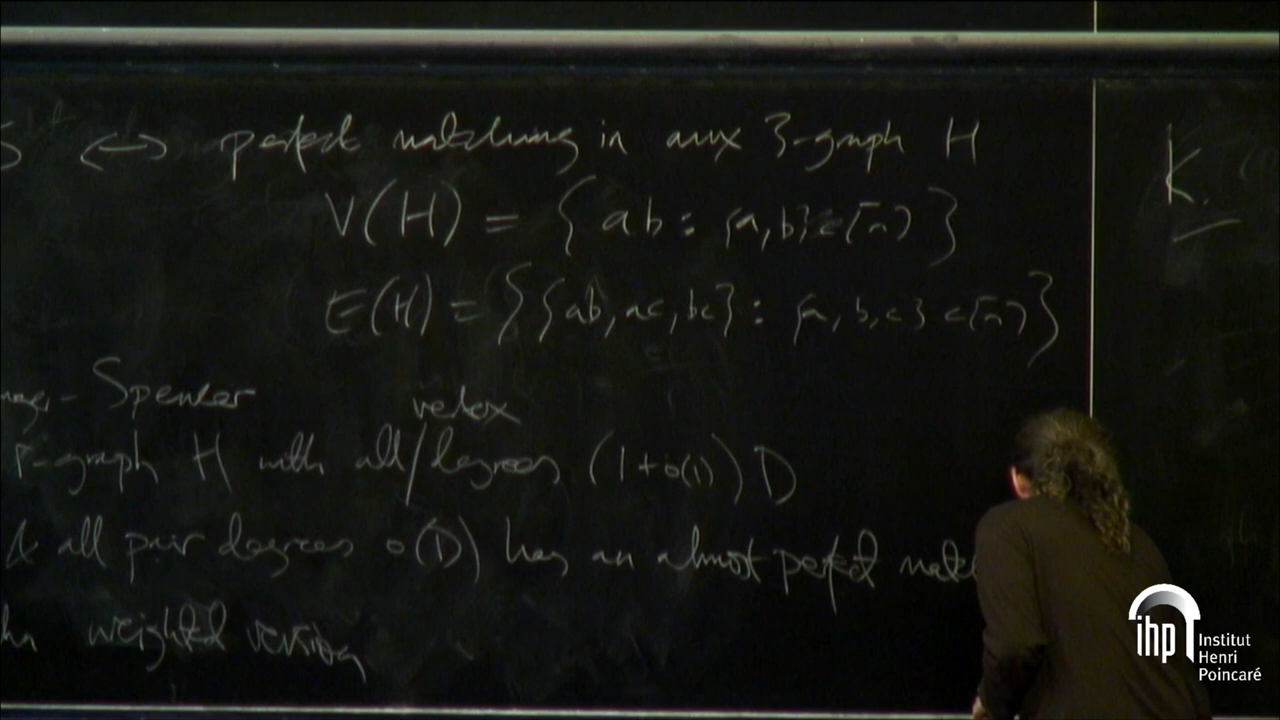 S ↔ perfect matching in aux 3-graph H
V(H) = { ab : {a,b} ⊂ [n] }
E(H) = { {ab, ac, bc} : {a, b, c} ⊂ [n] }
K.
- Spencer
vertex
r-graph H with all / degrees (1+o(1)) D
& all pair degrees o(D) has an almost perfect
weighted version
ihp Institut
Henri
Poincaré